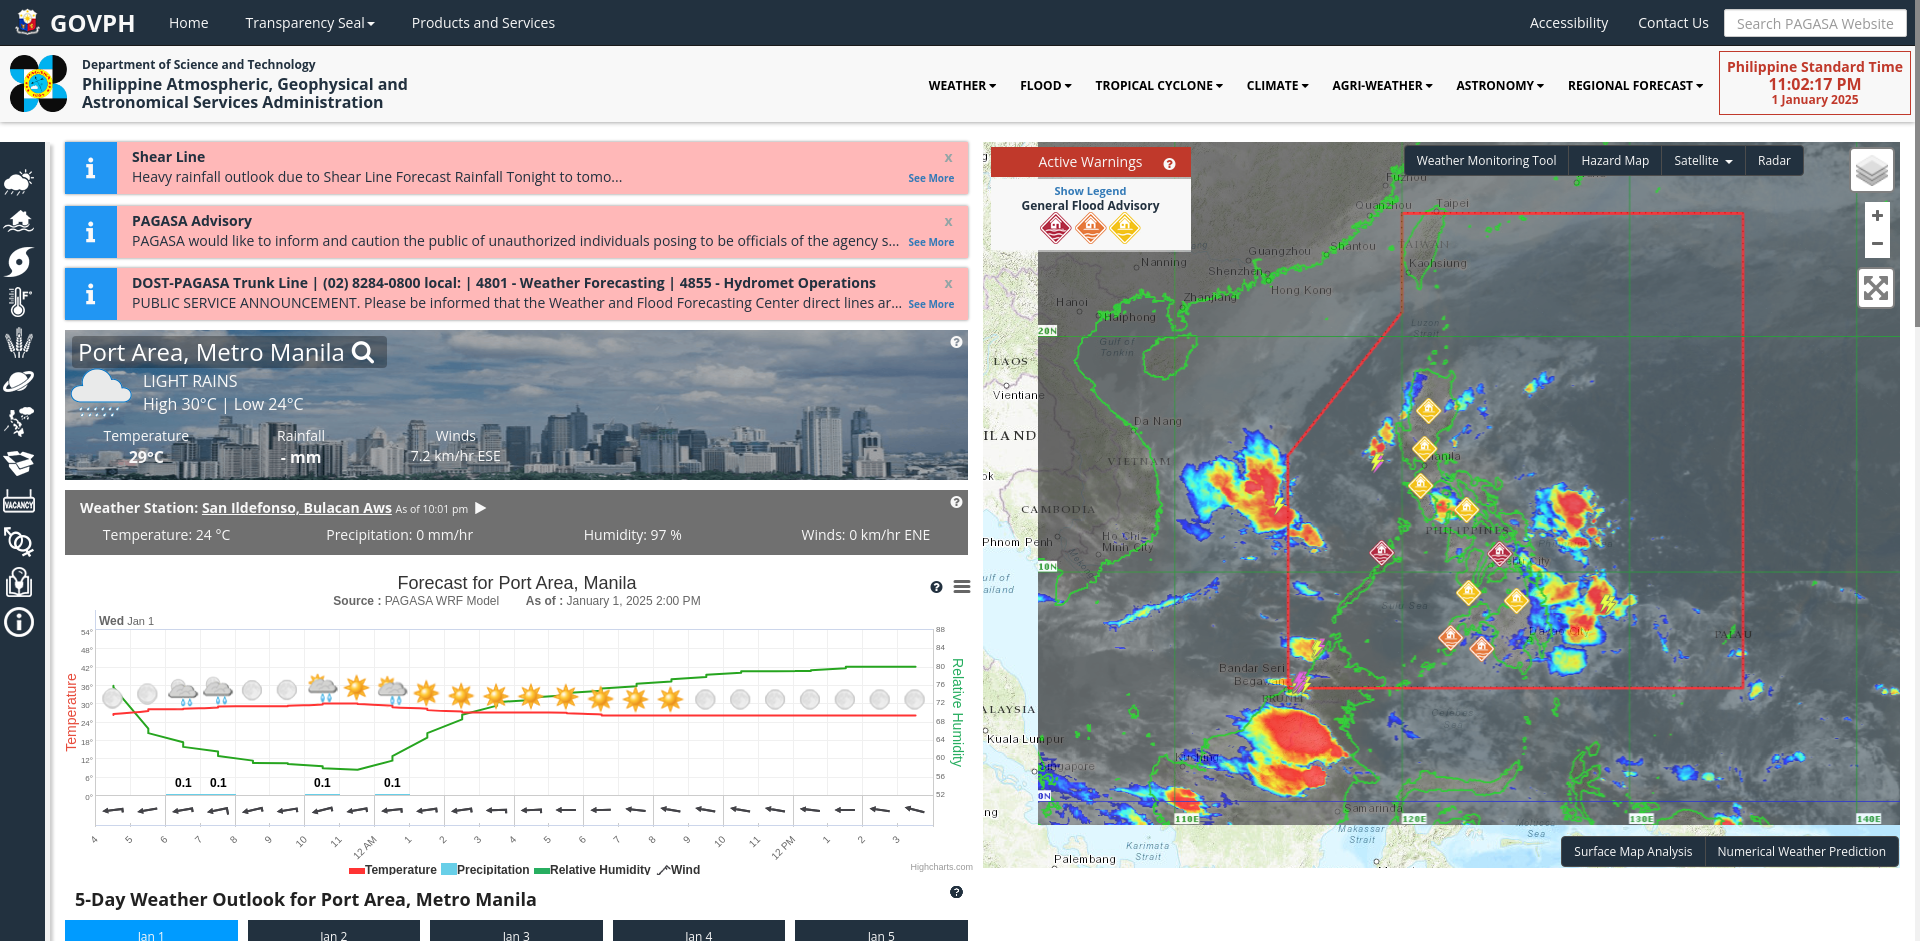 GOVPH
Home
Transparency Seal
Products and Services
Accessibility
Contact Us
Search PAGASA Website
Department of Science and Technology
Philippine Atmospheric, Geophysical and
Astronomical Services Administration
WEATHER
FLOOD
TROPICAL CYCLONE
CLIMATE
AGRI-WEATHER
ASTRONOMY
REGIONAL FORECAST
Philippine Standard Time
11:02:17 PM
1 January 2025
Shear Line
x
Heavy rainfall outlook due to Shear Line Forecast Rainfall Tonight to tomo...
See More
PAGASA Advisory
x
PAGASA would like to inform and caution the public of unauthorized individuals posing to be officials of the agency s...
See More
DOST-PAGASA Trunk Line | (02) 8284-0800 local: | 4801 - Weather Forecasting | 4855 - Hydromet Operations
x
PUBLIC SERVICE ANNOUNCEMENT. Please be informed that the Weather and Flood Forecasting Center direct lines ar...
See More
Port Area, Metro Manila
LIGHT RAINS
High 30°C | Low 24°C
Temperature
Rainfall
Winds
29°C
- mm
7.2 km/hr ESE
Weather Station: San Ildefonso, Bulacan Aws As of 10:01 pm
Temperature: 24 °C
Precipitation: 0 mm/hr
Humidity: 97 %
Winds: 0 km/hr ENE
VACANCY
Forecast for Port Area, Manila
Source : PAGASA WRF Model As of : January 1, 2025 2:00 PM
Wed Jan 1
54°
48°
42°
36°
30°
24°
18°
12°
6°
0°
Temperature
88
84
80
76
72
68
64
60
56
52
Relative Humidity
0.1
0.1
0.1
0.1
4
5
6
7
8
9
10
11
12 AM
1
2
3
4
5
6
7
8
9
10
11
12 PM
1
2
3
Temperature
Precipitation
Relative Humidity
Wind
Highcharts.com
5-Day Weather Outlook for Port Area, Metro Manila
Jan 1
Jan 2
Jan 3
Jan 4
Jan 5
Active Warnings
Show Legend
General Flood Advisory
Weather Monitoring Tool
Hazard Map
Satellite
Radar
+
−
Fuzhou
Quanzhou
Taipei
TAIWAN
Kaohsiung
Shantou
Guangzhou
Shenzhen
Hong Kong
Nanning
Zhanjiang
Hanoi
Haiphong
Gulf of
Tonkin
Luzon
Strait
20N
LAOS
Vientiane
ILAND
Da Nang
VIETNAM
ok
CAMBODIA
Phnom Penh
Ho Chi
Minh City
ulf of
ailand
10N
anila
PHILIPPINES
Sulu Sea
PALAU
Bandar Seri
Begawan
BRUNEI
ALAYSIA
Kuala Lumpur
Kuching
Singapore
Celebes
0N
ng
110E
120E
130E
140E
Samarinda
Makassar
Strait
Karimata
Strait
Palembang
Sea
Surface Map Analysis
Numerical Weather Prediction